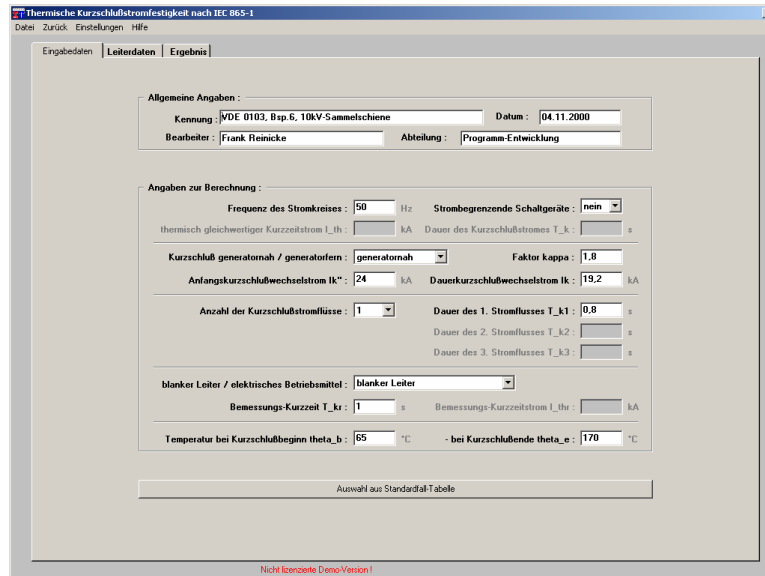 Thermische Kurzschlußstromfestigkeit nach IEC 865-1
Datei Zurück Einstellungen Hilfe
Eingabedaten Leiterdaten Ergebnis
Allgemeine Angaben :
Kennung : VDE 0103, Bsp.6, 10kV-Sammelschiene Datum : 04.11.2000
Bearbeiter : Frank Reinicke Abteilung : Programm-Entwicklung
Angaben zur Berechnung :
Frequenz des Stromkreises : 50 Hz Strombegrenzende Schaltgeräte : nein
thermisch gleichwertiger Kurzzeitstrom I_th : kA Dauer des Kurzschlußstromes T_k : s
Kurzschluß generatornah / generatorfern : generatornah Faktor kappa : 1,8
Anfangskurzschlußwechselstrom Ik" : 24 kA Dauerkurzschlußwechselstrom Ik : 19,2 kA
Anzahl der Kurzschlußstromflüsse : 1 Dauer des 1. Stromflusses T_k1 : 0,8 s
Dauer des 2. Stromflusses T_k2 : s
Dauer des 3. Stromflusses T_k3 : s
blanker Leiter / elektrisches Betriebsmittel : blanker Leiter
Bemessungs-Kurzzeit T_kr : 1 s Bemessungs-Kurzzeitstrom I_thr : kA
Temperatur bei Kurzschlußbeginn theta_b : 65 °C - bei Kurzschlußende theta_e : 170 °C
Auswahl aus Standardfall-Tabelle
Nicht lizenzierte Demo-Version !